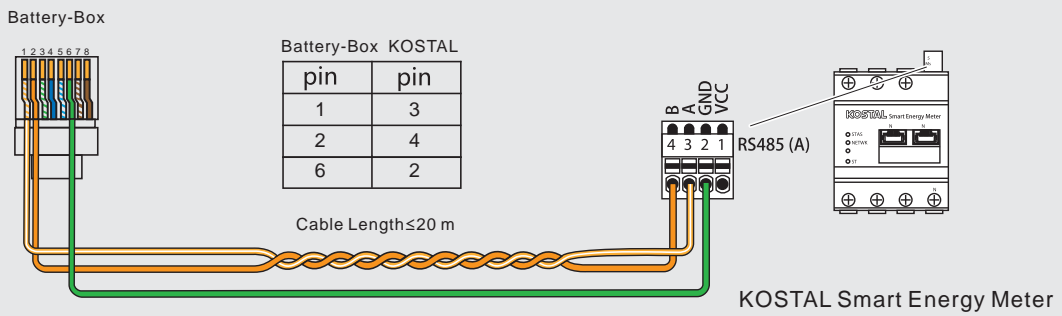 Battery-Box
1 2 3 4 5 6 7 8
Battery-Box KOSTAL
pin pin
1 3
2 4
6 2
Cable Length≤20 m
B A GND VCC
4 3 2 1
RS485 (A)
KOSTAL Smart Energy Meter
N N
STAS
NETWR
ST
N
KOSTAL Smart Energy Meter